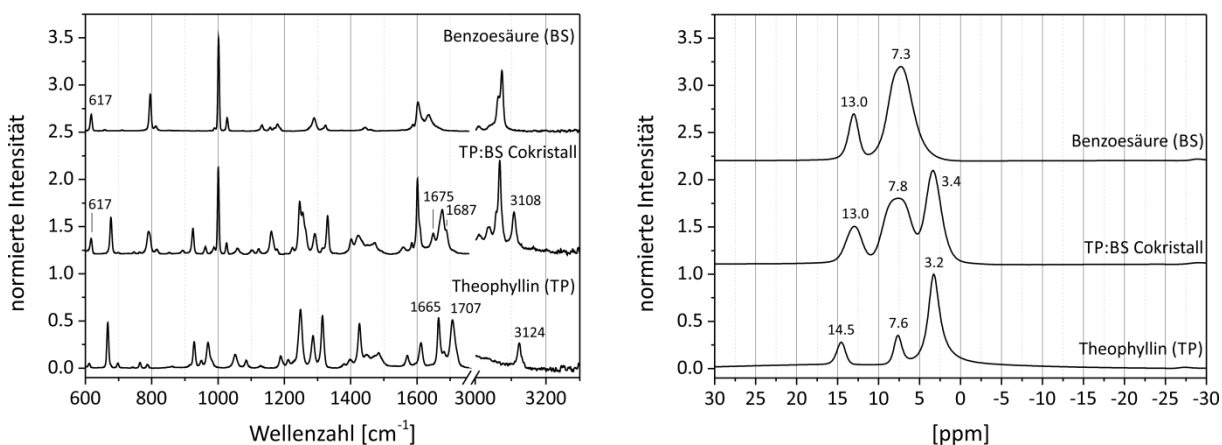 normierte Intensität
3.5
3.0
2.5
2.0
1.5
1.0
0.5
0.0
Benzoesäure (BS)
617
TP:BS Cokristall
617
1675
1687
3108
Theophyllin (TP)
1665
1707
3124
600 800 1000 1200 1400 1600 3000 3200
Wellenzahl [cm⁻¹]
normierte Intensität
3.5
3.0
2.5
2.0
1.5
1.0
0.5
0.0
7.3
13.0
Benzoesäure (BS)
TP:BS Cokristall
13.0
7.8
3.4
3.2
14.5
7.6
Theophyllin (TP)
30 25 20 15 10 5 0 -5 -10 -15 -20 -25 -30
[ppm]